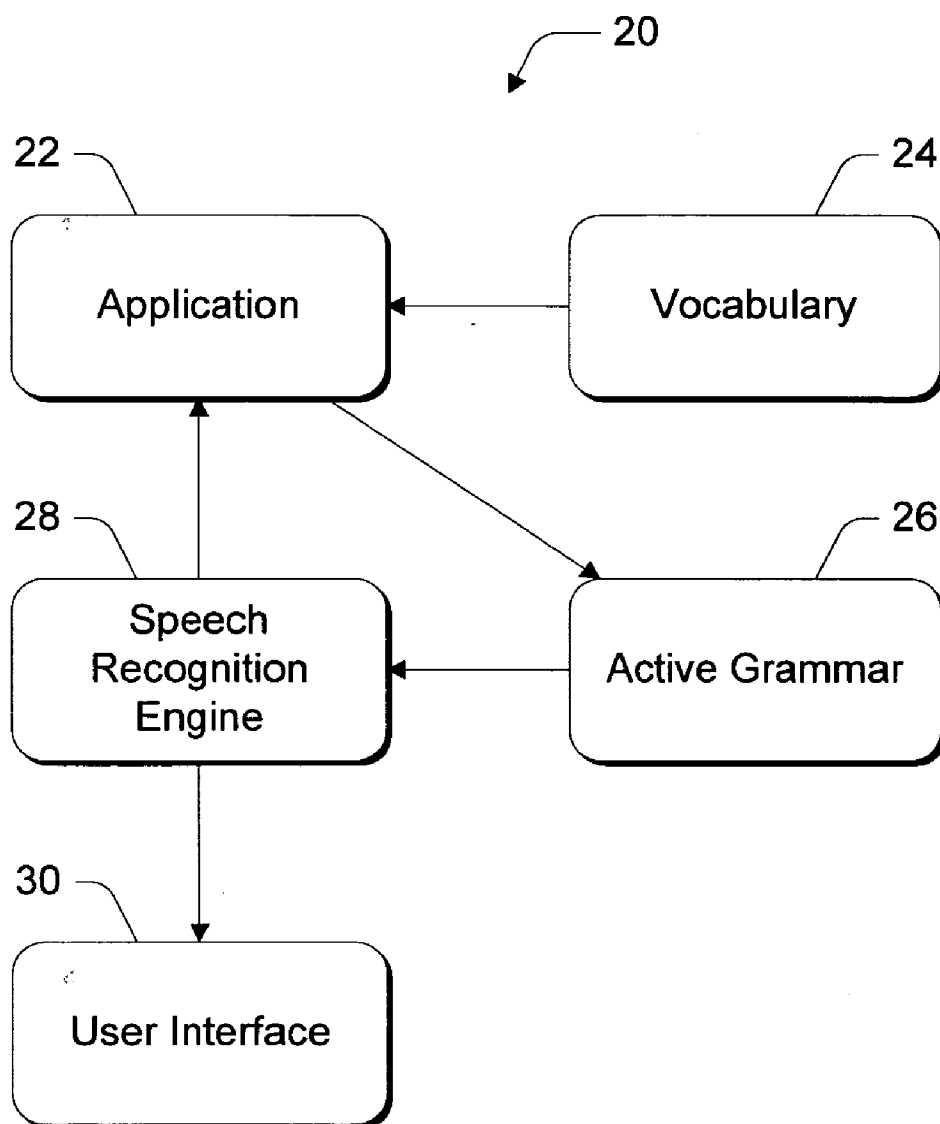 20
22
24
Application
Vocabulary
28
26
Speech
Recognition
Engine
Active Grammar
30
User Interface